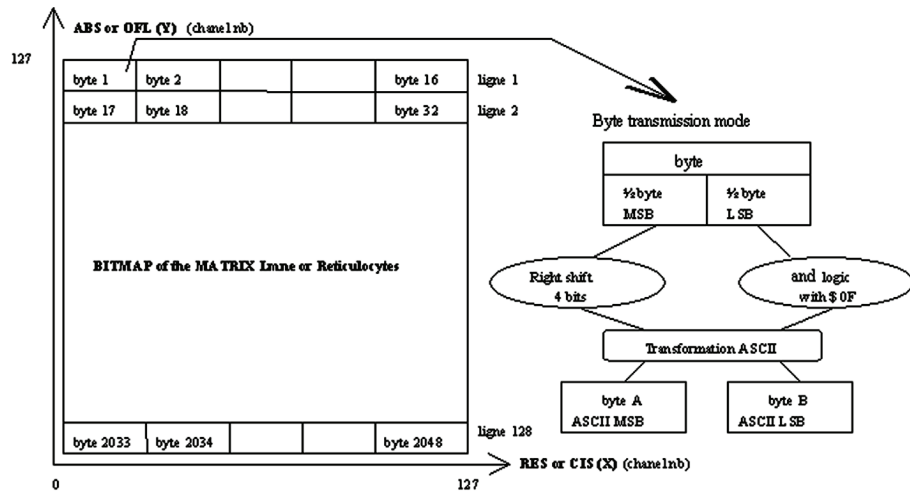 ABS or OFL (Y) (chanel nb)
127
byte 1 byte 2 byte 16 ligne 1
byte 17 byte 18 byte 32 ligne 2
Byte transmission mode
byte
½ byte ½ byte
MSB LSB
BITMAP of the MATRIX Lmne or Reticulocytes
Right shift
4 bits
and logic
with $ 0F
Transformation ASCII
byte A byte B
ASCII MSB ASCII LSB
byte 2033 byte 2034 byte 2048 ligne 128
RES or CIS (X) (chanel nb)
0 127